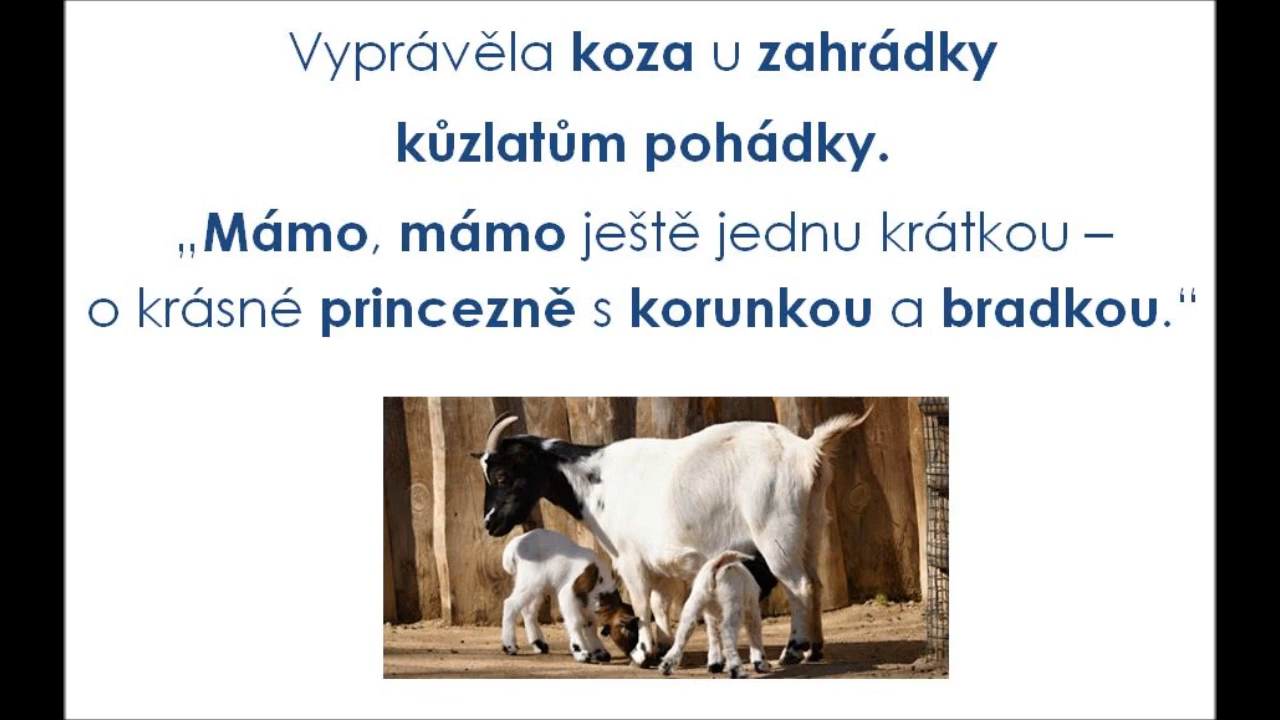 Vyprávěla koza u zahrádky
kůzlatům pohádky.
„Mámo, mámo ještě jednu krátkou –
o krásné princezně s korunkou a bradkou.“